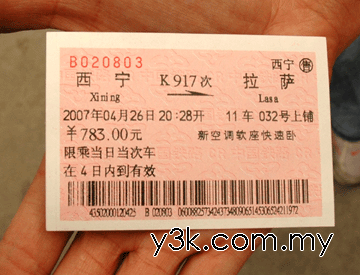 B020803 西宁 售
西宁 K917次 拉萨
Xining Lasa
2007年04月26日20:28开 11车032号上铺
¥783.00元 新空调软座快速卧
限乘当日当次车
在4日内到有效
y3k.com.my